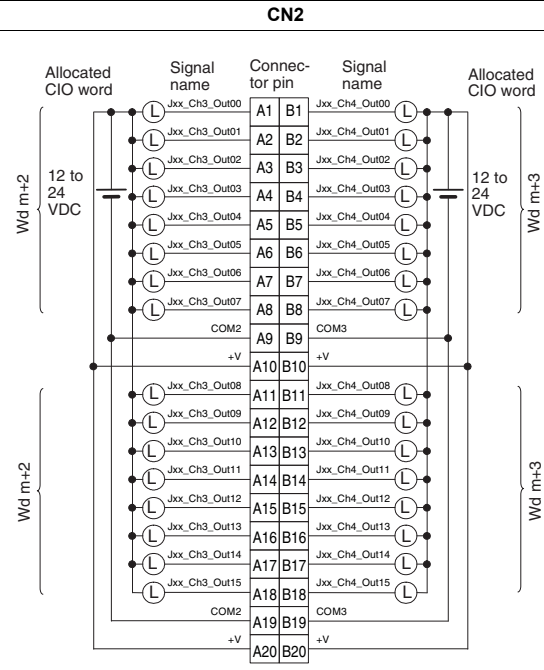 CN2
Allocated CIO word
Signal name
Connec-tor pin
Signal name
Allocated CIO word
Jxx_Ch3_Out00 A1 B1 Jxx_Ch4_Out00
L L
Jxx_Ch3_Out01 A2 B2 Jxx_Ch4_Out01
L L
Jxx_Ch3_Out02 A3 B3 Jxx_Ch4_Out02
L L
Jxx_Ch3_Out03 A4 B4 Jxx_Ch4_Out03
L L
Jxx_Ch3_Out04 A5 B5 Jxx_Ch4_Out04
L L
Jxx_Ch3_Out05 A6 B6 Jxx_Ch4_Out05
L L
Jxx_Ch3_Out06 A7 B7 Jxx_Ch4_Out06
L L
Jxx_Ch3_Out07 A8 B8 Jxx_Ch4_Out07
L L
Wd m+2
12 to
24
VDC
12 to
24
VDC
Wd m+3
COM2 A9 B9 COM3
+V A10 B10 +V
Jxx_Ch3_Out08 A11 B11 Jxx_Ch4_Out08
L L
Jxx_Ch3_Out09 A12 B12 Jxx_Ch4_Out09
L L
Jxx_Ch3_Out10 A13 B13 Jxx_Ch4_Out10
L L
Jxx_Ch3_Out11 A14 B14 Jxx_Ch4_Out11
L L
Jxx_Ch3_Out12 A15 B15 Jxx_Ch4_Out12
L L
Jxx_Ch3_Out13 A16 B16 Jxx_Ch4_Out13
L L
Jxx_Ch3_Out14 A17 B17 Jxx_Ch4_Out14
L L
Jxx_Ch3_Out15 A18 B18 Jxx_Ch4_Out15
L L
Wd m+2
Wd m+3
COM2 A19 B19 COM3
+V A20 B20 +V